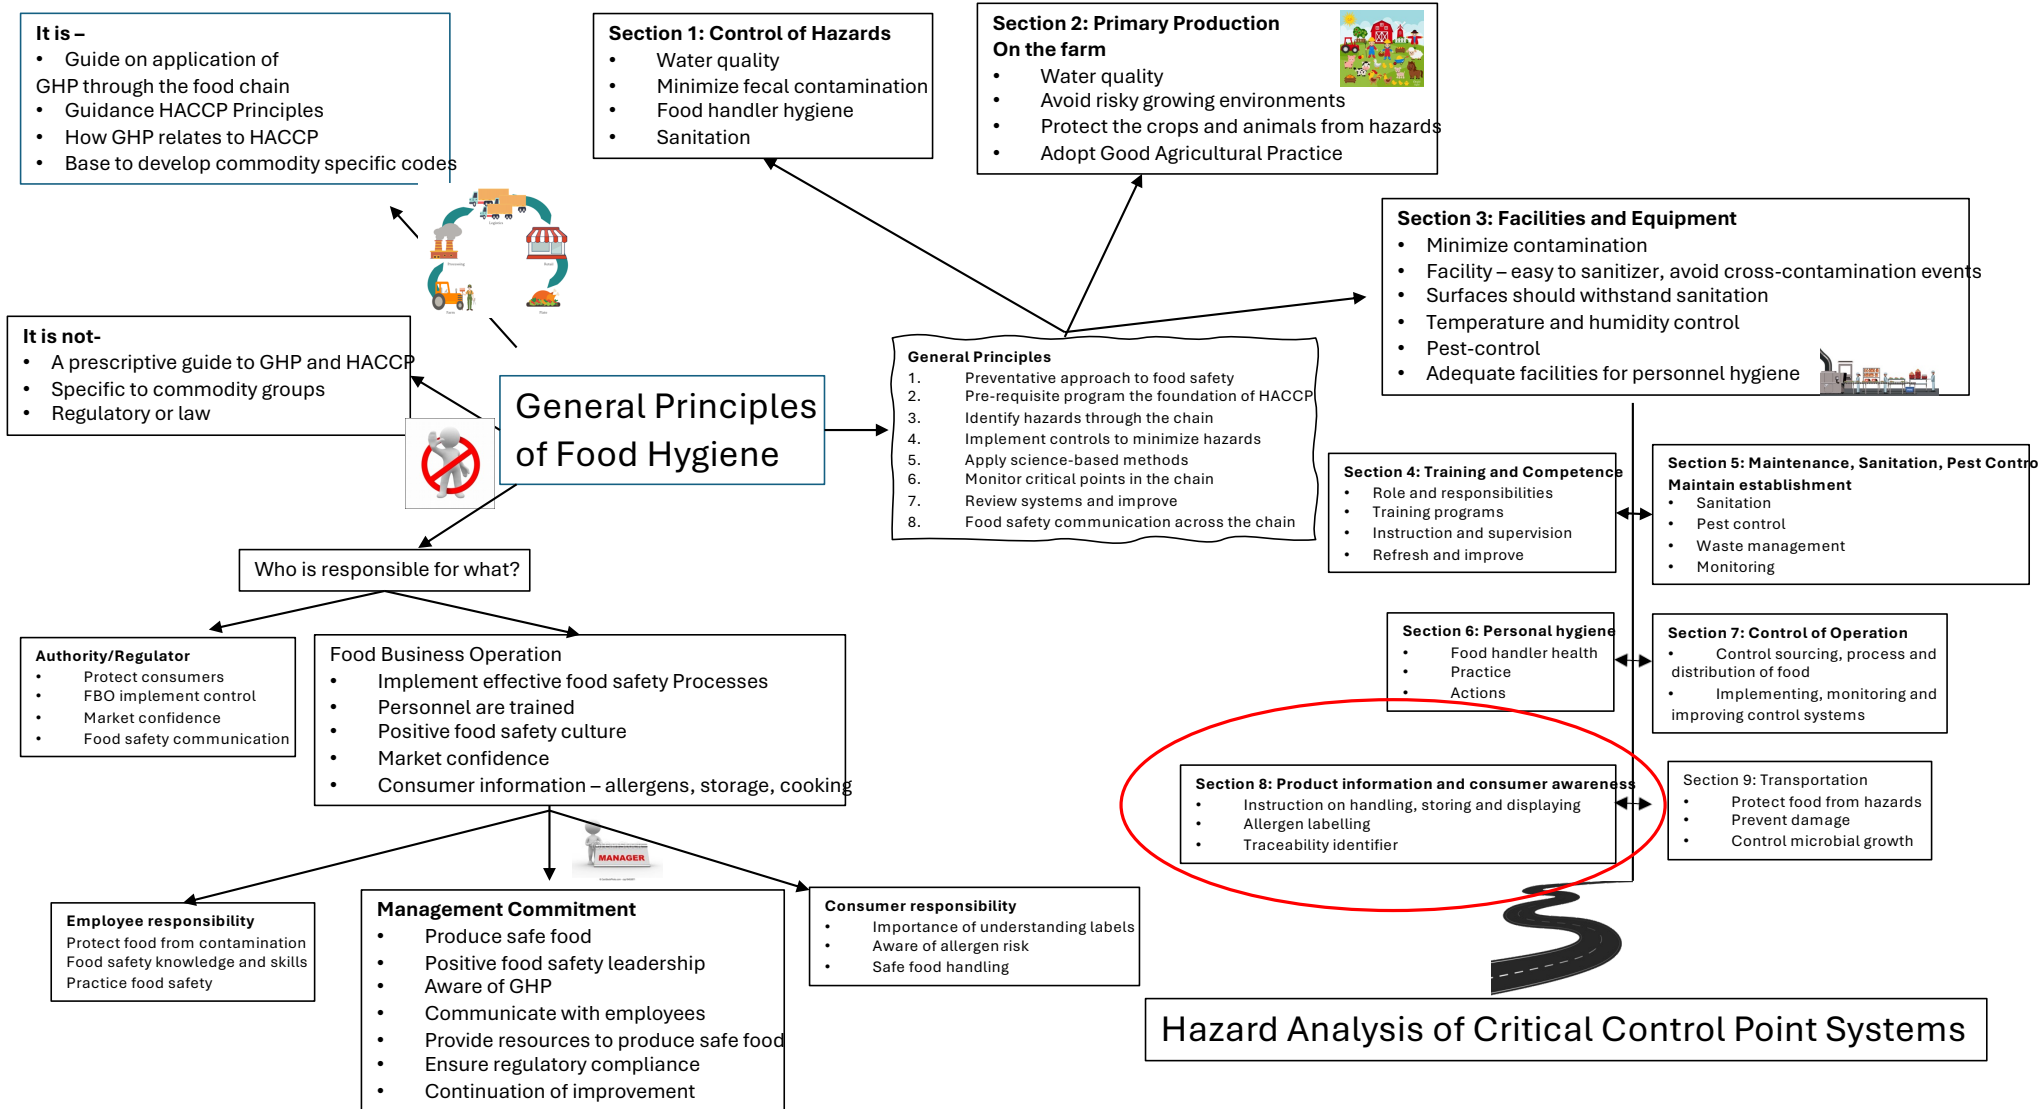 It is –
• Guide on application of
GHP through the food chain
• Guidance HACCP Principles
• How GHP relates to HACCP
• Base to develop commodity specific codes
Section 1: Control of Hazards
• Water quality
• Minimize fecal contamination
• Food handler hygiene
• Sanitation
Section 2: Primary Production
On the farm
• Water quality
• Avoid risky growing environments
• Protect the crops and animals from hazards
• Adopt Good Agricultural Practice
Section 3: Facilities and Equipment
• Minimize contamination
• Facility – easy to sanitizer, avoid cross-contamination events
• Surfaces should withstand sanitation
• Temperature and humidity control
• Pest-control
• Adequate facilities for personnel hygiene
It is not-
• A prescriptive guide to GHP and HACCP
• Specific to commodity groups
• Regulatory or law
General Principles
of Food Hygiene
General Principles
1. Preventative approach to food safety
2. Pre-requisite program the foundation of HACCP
3. Identify hazards through the chain
4. Implement controls to minimize hazards
5. Apply science-based methods
6. Monitor critical points in the chain
7. Review systems and improve
8. Food safety communication across the chain
Section 4: Training and Competence
• Role and responsibilities
• Training programs
• Instruction and supervision
• Refresh and improve
Section 5: Maintenance, Sanitation, Pest Contro
Maintain establishment
• Sanitation
• Pest control
• Waste management
• Monitoring
Who is responsible for what?
Authority/Regulator
• Protect consumers
• FBO implement control
• Market confidence
• Food safety communication
Food Business Operation
• Implement effective food safety Processes
• Personnel are trained
• Positive food safety culture
• Market confidence
• Consumer information – allergens, storage, cooking
Section 6: Personal hygiene
• Food handler health
• Practice
• Actions
Section 7: Control of Operation
• Control sourcing, process and
distribution of food
• Implementing, monitoring and
improving control systems
Section 8: Product information and consumer awareness
• Instruction on handling, storing and displaying
• Allergen labelling
• Traceability identifier
Section 9: Transportation
• Protect food from hazards
• Prevent damage
• Control microbial growth
MANAGER
Employee responsibility
Protect food from contamination
Food safety knowledge and skills
Practice food safety
Management Commitment
• Produce safe food
• Positive food safety leadership
• Aware of GHP
• Communicate with employees
• Provide resources to produce safe food
• Ensure regulatory compliance
• Continuation of improvement
Consumer responsibility
• Importance of understanding labels
• Aware of allergen risk
• Safe food handling
Hazard Analysis of Critical Control Point Systems